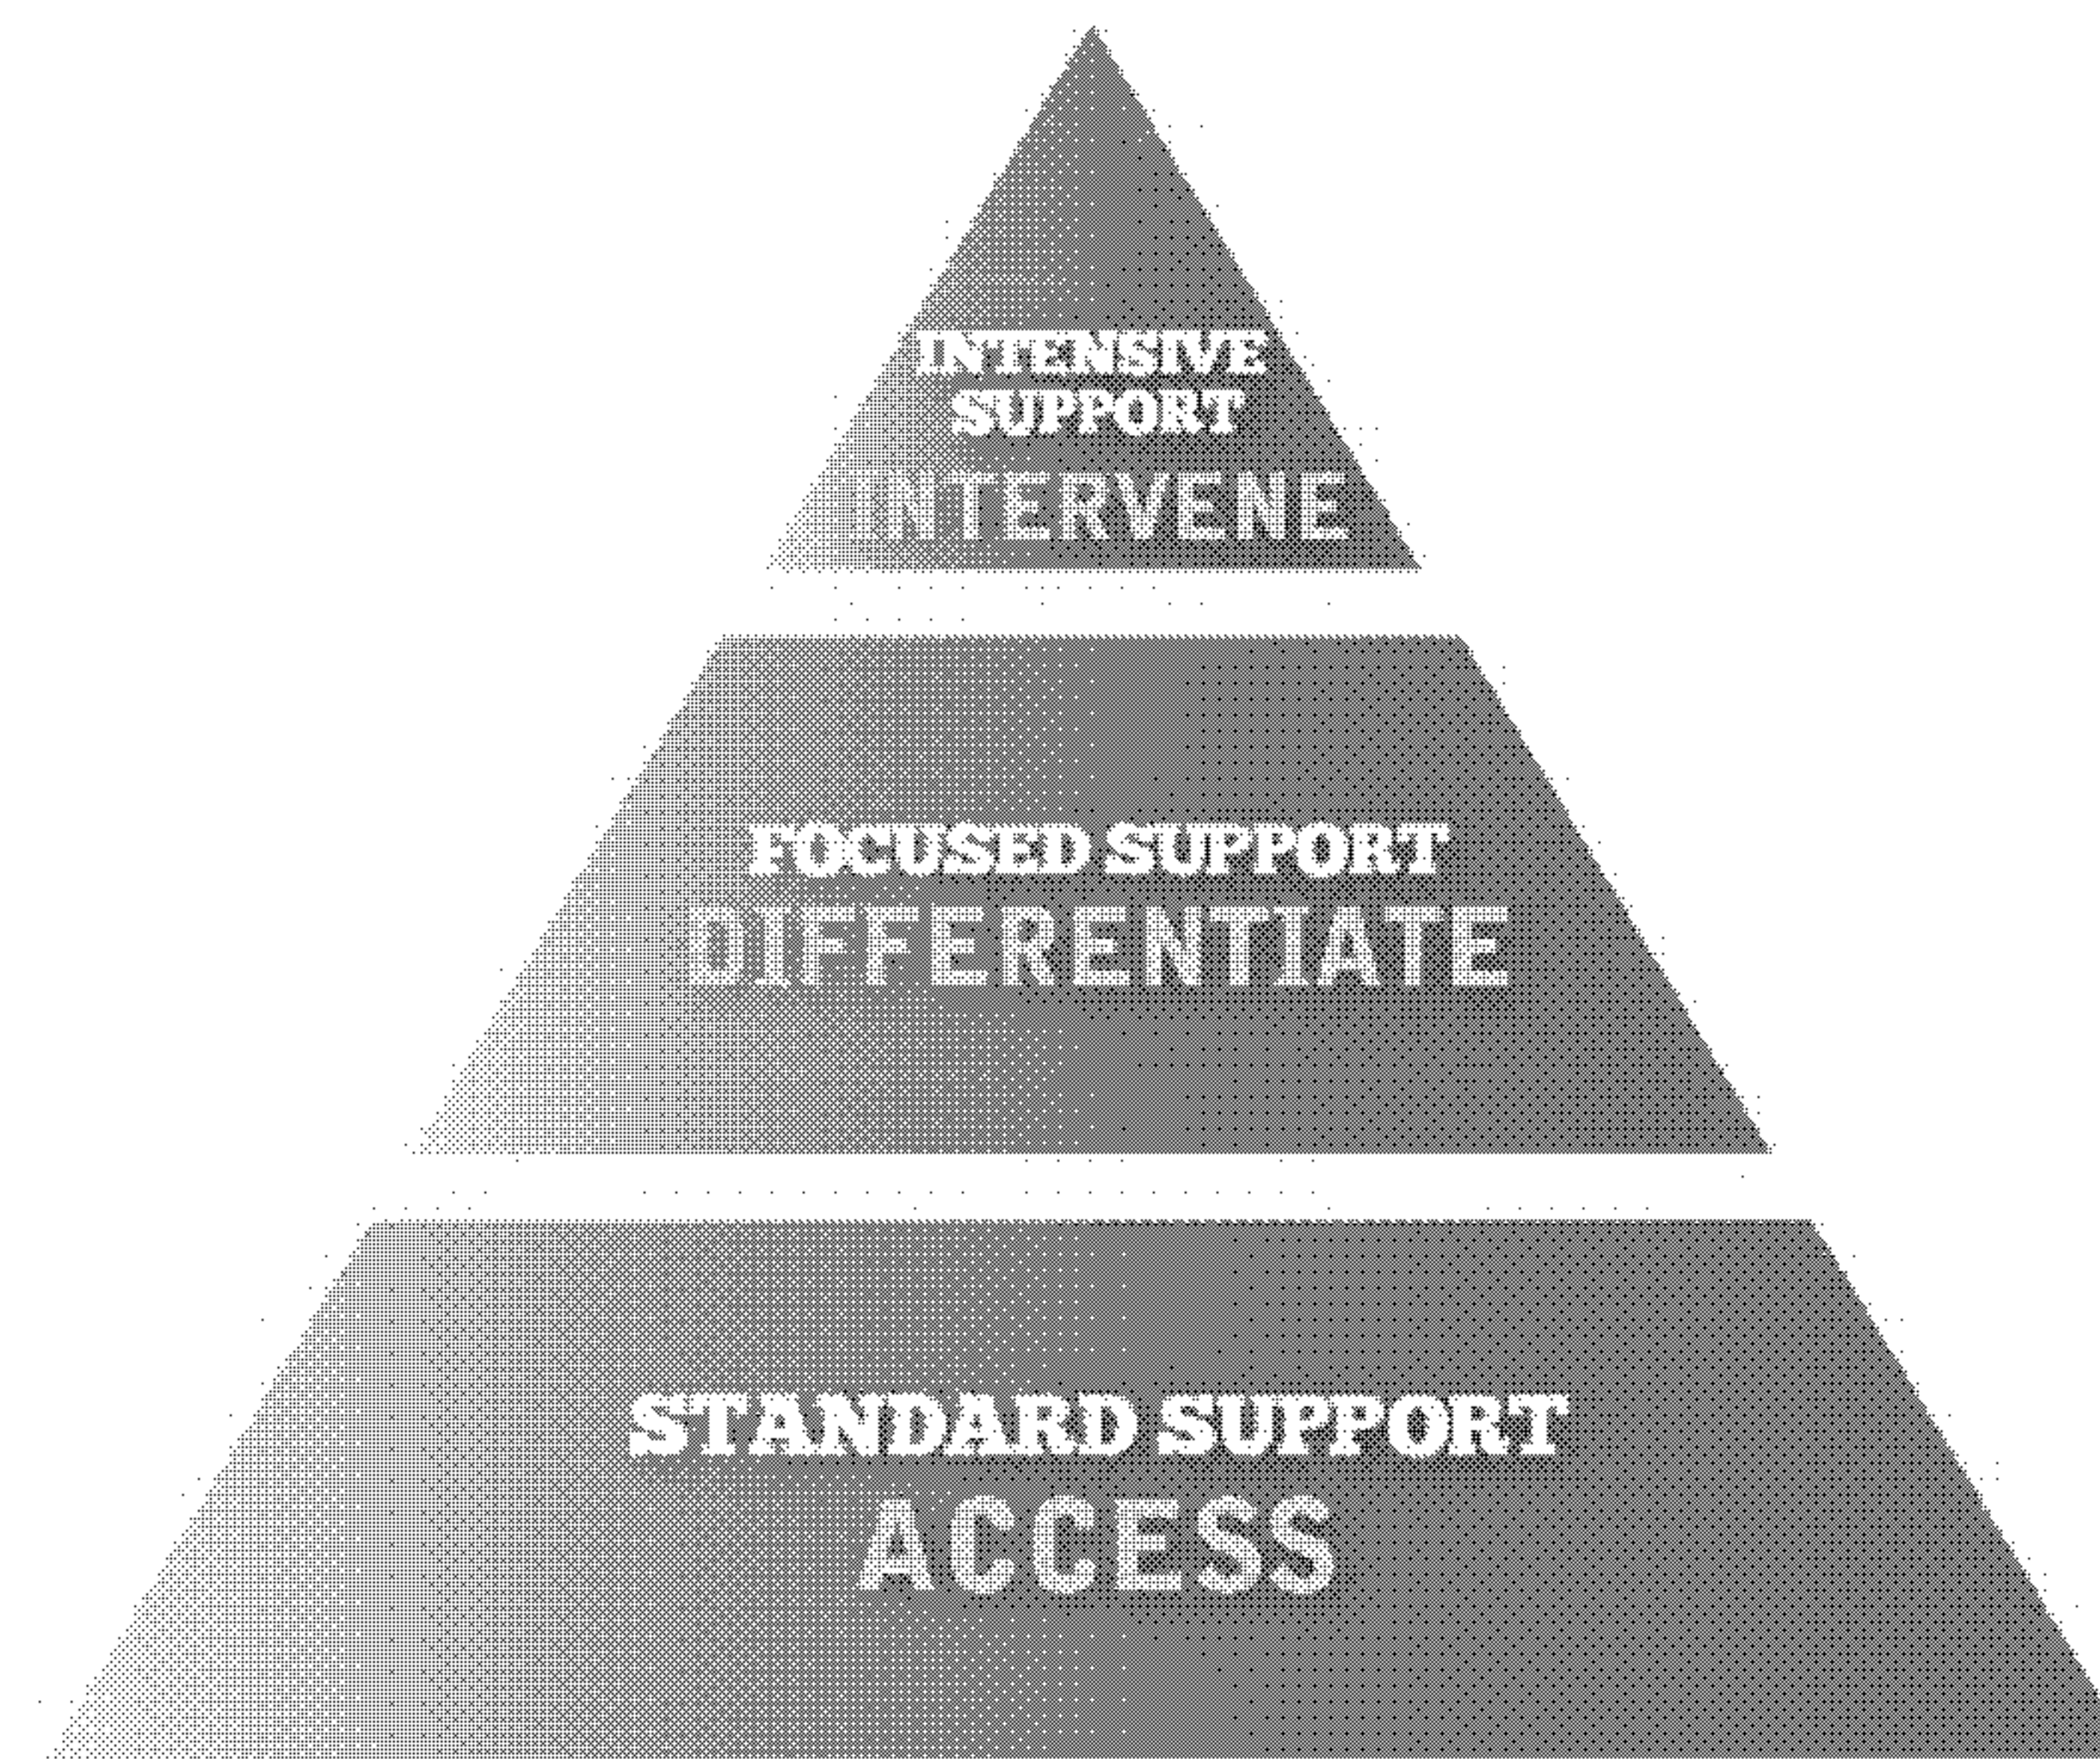 INTENSIVE
SUPPORT
INTERVENE
FOCUSED SUPPORT
DIFFERENTIATE
STANDARD SUPPORT
ACCESS